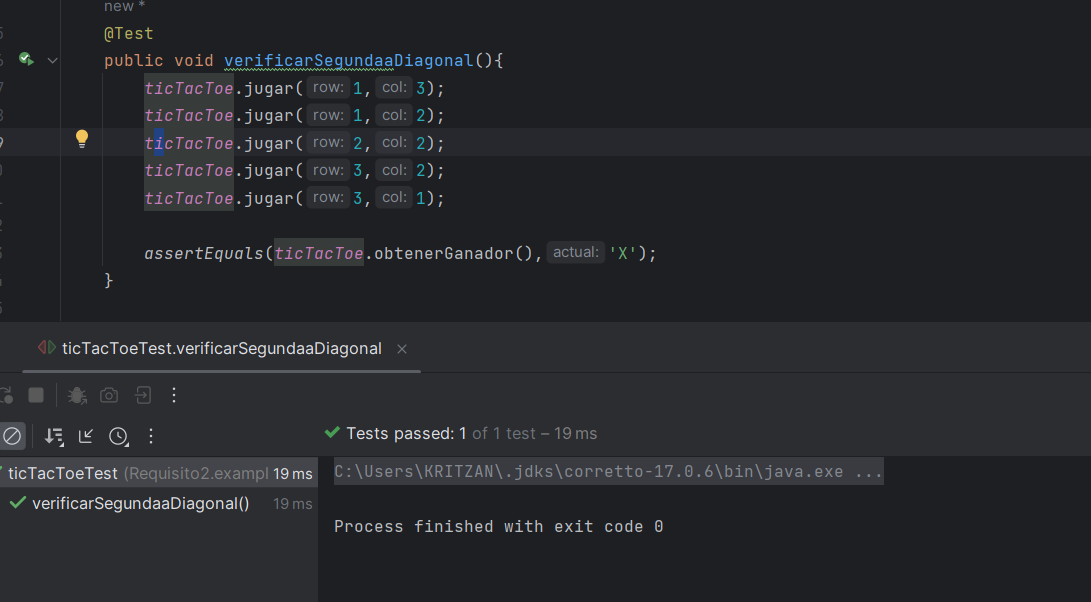 new *
@Test
public void verificarSegundaaDiagonal(){
ticTacToe.jugar( row: 1, col: 3);
ticTacToe.jugar( row: 1, col: 2);
ticTacToe.jugar( row: 2, col: 2);
ticTacToe.jugar( row: 3, col: 2);
ticTacToe.jugar( row: 3, col: 1);
assertEquals(ticTacToe.obtenerGanador(), actual: 'X');
}
ticTacToeTest.verificarSegundaaDiagonal
Tests passed: 1 of 1 test – 19 ms
ticTacToeTest (Requisito2.exampl 19 ms
verificarSegundaaDiagonal() 19 ms
C:\Users\KRITZAN\.jdks\corretto-17.0.6\bin\java.exe ...
Process finished with exit code 0